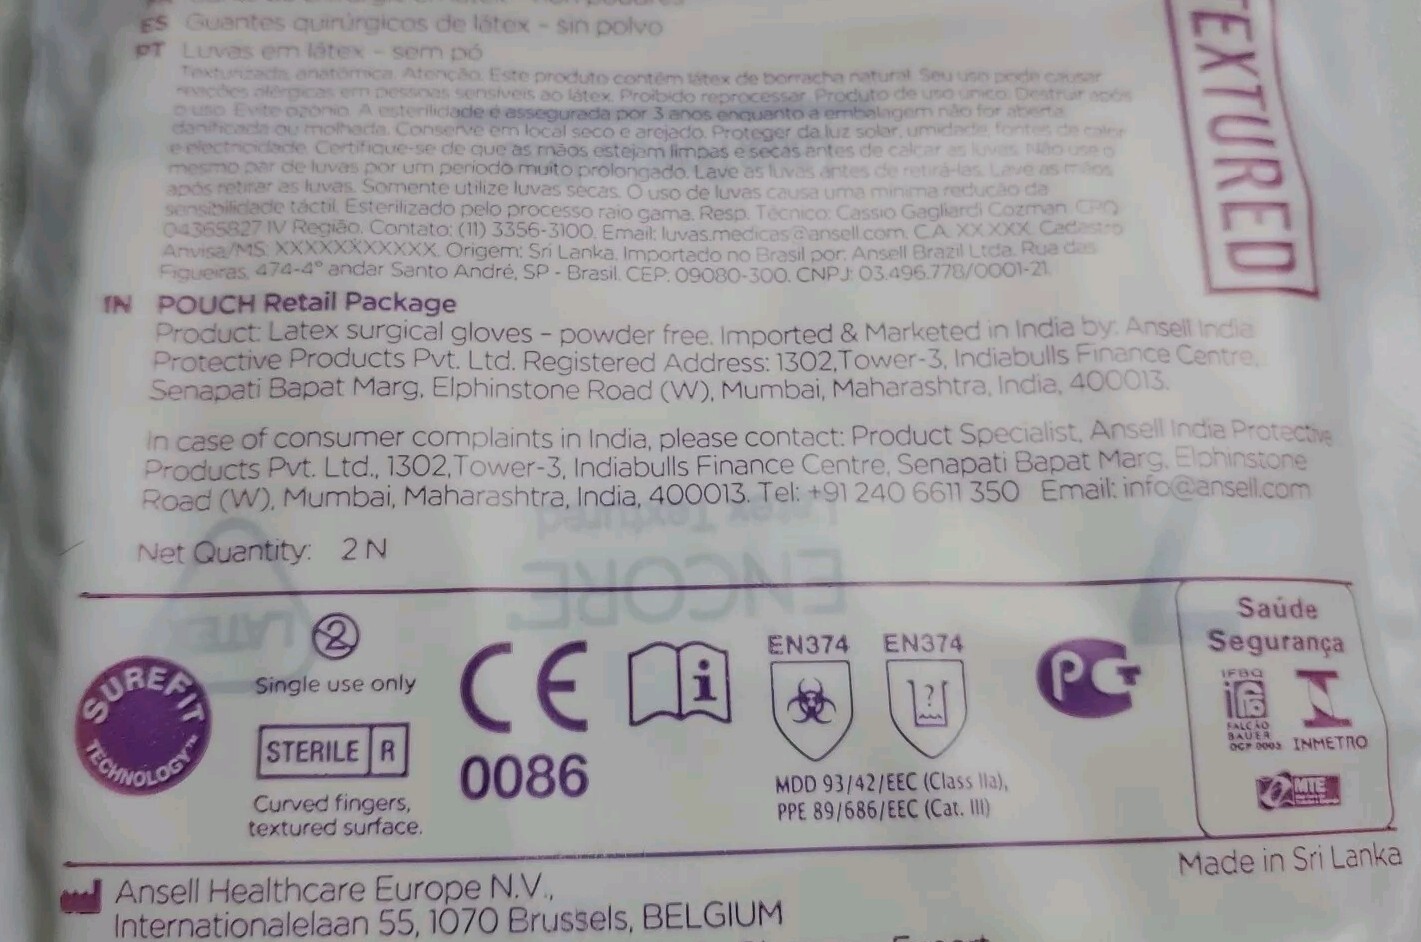 ES Guantes quirúrgicos de látex - sin polvo
PT Luvas em látex - sem pó
Texturizada, anatômica. Atenção: Este produto contém látex de borracha natural. Seu uso pode causar
reações alérgicas em pessoas sensíveis ao látex. Proibido reprocessar. Produto de uso único. Destruir após
o uso. Evite ozônio. A esterilidade é assegurada por 3 anos enquanto a embalagem não for aberta,
danificada ou molhada. Conserve em local seco e arejado. Proteger da luz solar, umidade, fontes de calor
e electricidade. Certifique-se de que as mãos estejam limpas e secas antes de calçar as luvas. Não use o
mesmo par de luvas por um período muito prolongado. Lave as luvas antes de retirá-las. Lave as mãos
após retirar as luvas. Somente utilize luvas secas. O uso de luvas causa uma mínima redução da
sensibilidade táctil. Esterilizado pelo processo raio gama. Resp. Técnico: Cassio Gagliardi Cozman, CRQ
04365827 IV Região. Contato: (11) 3356-3100. Email: luvas.medicas@ansell.com. C.A. XX.XXX. Cadastro
Anvisa/MS: XXXXXXXXXXX. Origem: Sri Lanka. Importado no Brasil por: Ansell Brazil Ltda. Rua das
Figueiras, 474-4° andar Santo André, SP - Brasil. CEP: 09080-300. CNPJ: 03.496.778/0001-21.
TEXTURED
IN POUCH Retail Package
Product: Latex surgical gloves - powder free. Imported & Marketed in India by: Ansell India
Protective Products Pvt. Ltd. Registered Address: 1302,Tower-3, Indiabulls Finance Centre,
Senapati Bapat Marg, Elphinstone Road (W), Mumbai, Maharashtra, India, 400013.
In case of consumer complaints in India, please contact: Product Specialist, Ansell India Protective
Products Pvt. Ltd., 1302,Tower-3, Indiabulls Finance Centre, Senapati Bapat Marg, Elphinstone
Road (W), Mumbai, Maharashtra, India, 400013. Tel: +91 240 6611 350 Email: info@ansell.com
Latex Textured
ENCORE
LATE
Net Quantity: 2 N
SUREFIT TECHNOLOGY™
2
Single use only
STERILE R
Curved fingers,
textured surface.
CE
0086
i
EN374 EN374
?
MDD 93/42/EEC (Class IIa),
PPE 89/686/EEC (Cat. III)
PCT
Saúde
Segurança
IFBQ
ifb
FALCÃO
BAUER
OCP 0003 INMETRO
MTE
Made in Sri Lanka
Ansell Healthcare Europe N.V.,
Internationalelaan 55, 1070 Brussels, BELGIUM